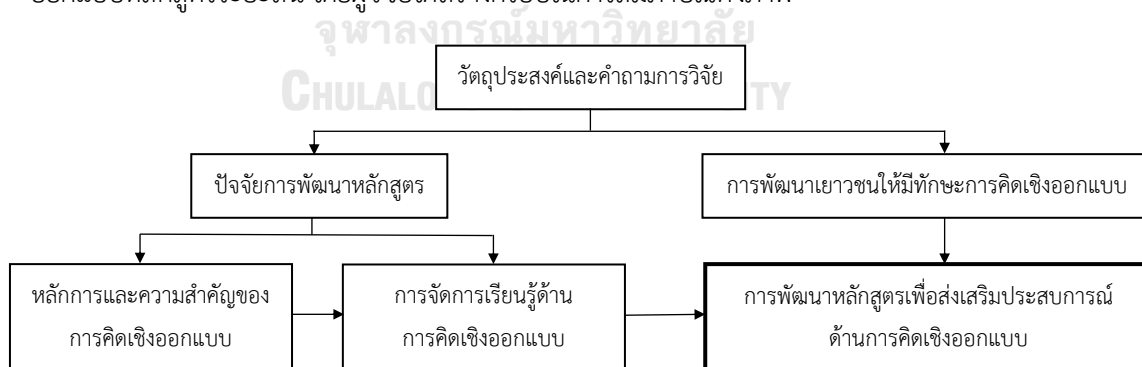 จุฬาลงกรณ์มหาวิทยาลัย
วัตถุประสงค์และคำถามการวิจัย
CHULALO
TY
ปัจจัยการพัฒนาหลักสูตร
การพัฒนาเยาวชนให้มีทักษะการคิดเชิงออกแบบ
หลักการและความสำคัญของ
การคิดเชิงออกแบบ
การจัดการเรียนรู้ด้าน
การคิดเชิงออกแบบ
การพัฒนาหลักสูตรเพื่อส่งเสริมประสบการณ์
ด้านการคิดเชิงออกแบบ